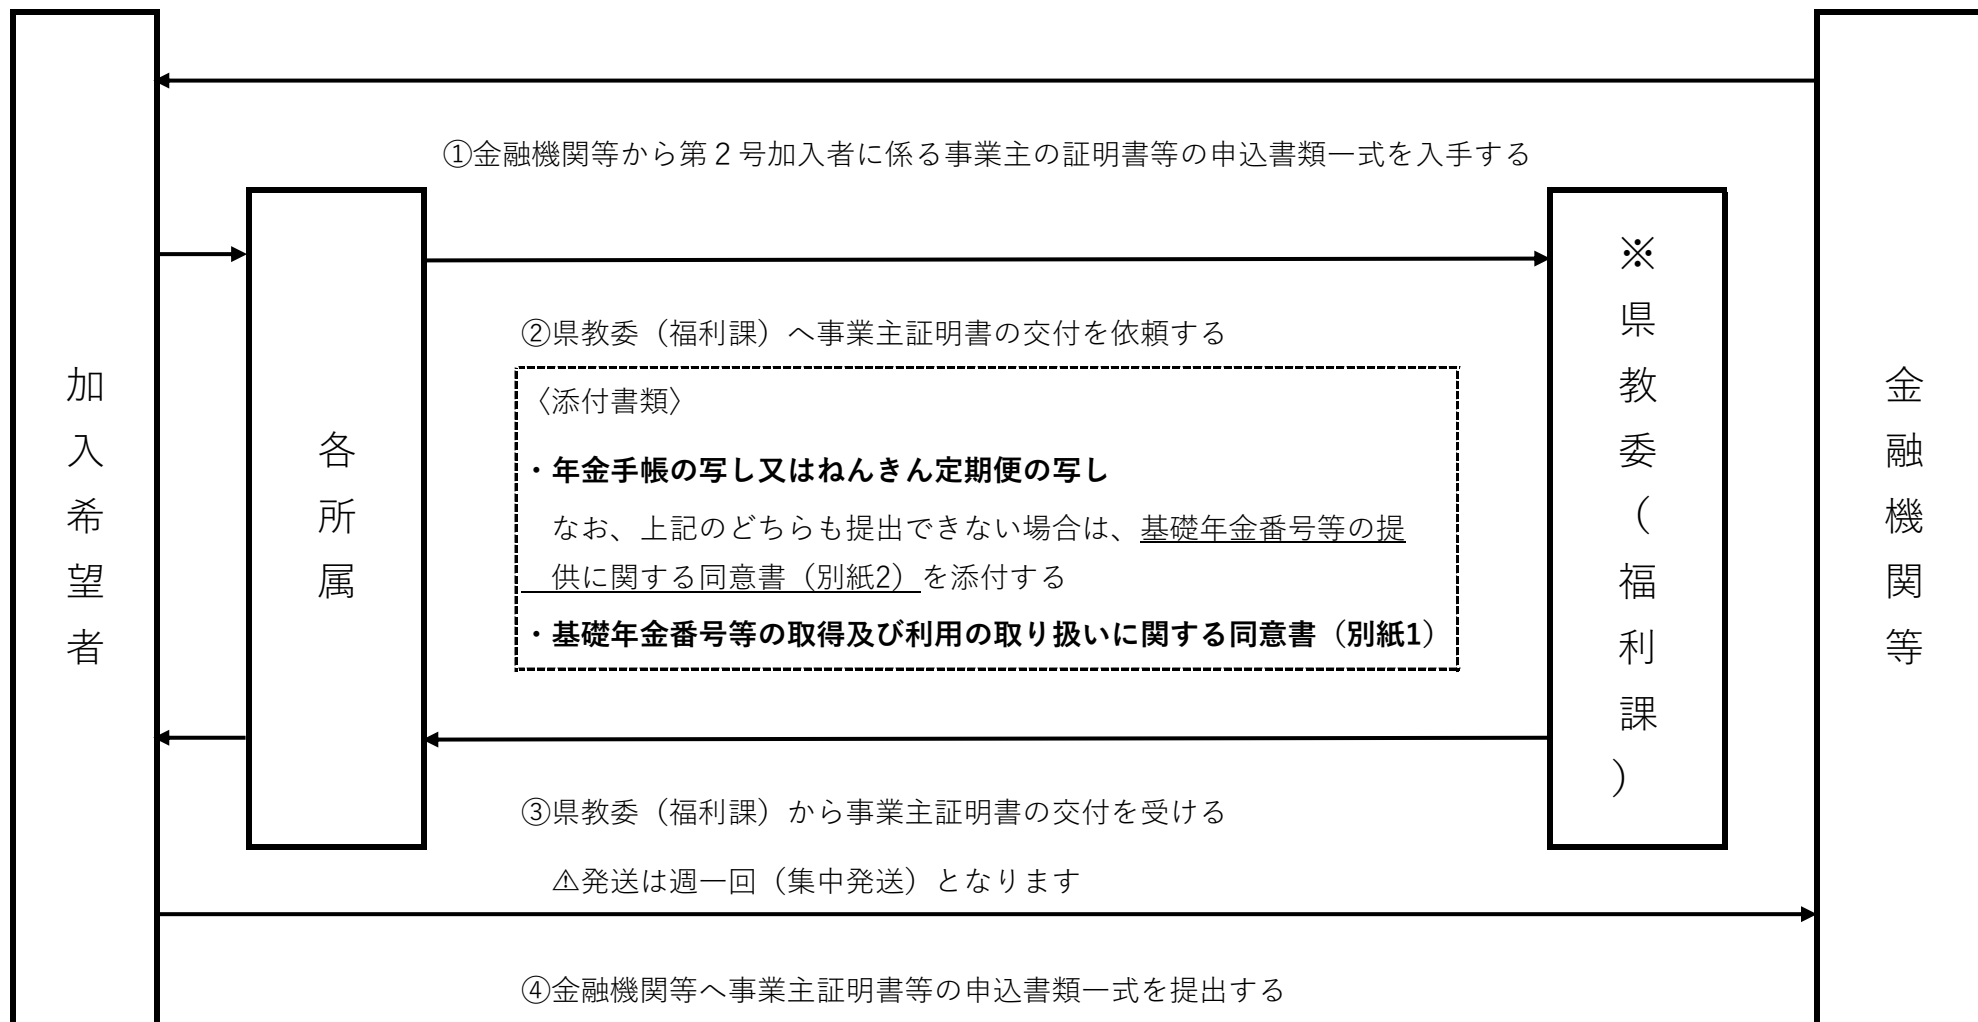 ①金融機関等から第２号加入者に係る事業主の証明書等の申込書類一式を入手する
加入希望者
各所属
②県教委（福利課）へ事業主証明書の交付を依頼する
〈添付書類〉
・年金手帳の写し又はねんきん定期便の写し
なお、上記のどちらも提出できない場合は、基礎年金番号等の提
供に関する同意書（別紙2）を添付する
・基礎年金番号等の取得及び利用の取り扱いに関する同意書（別紙1）
※県教委（福利課）
金融機関等
③県教委（福利課）から事業主証明書の交付を受ける
⚠発送は週一回（集中発送）となります
④金融機関等へ事業主証明書等の申込書類一式を提出する